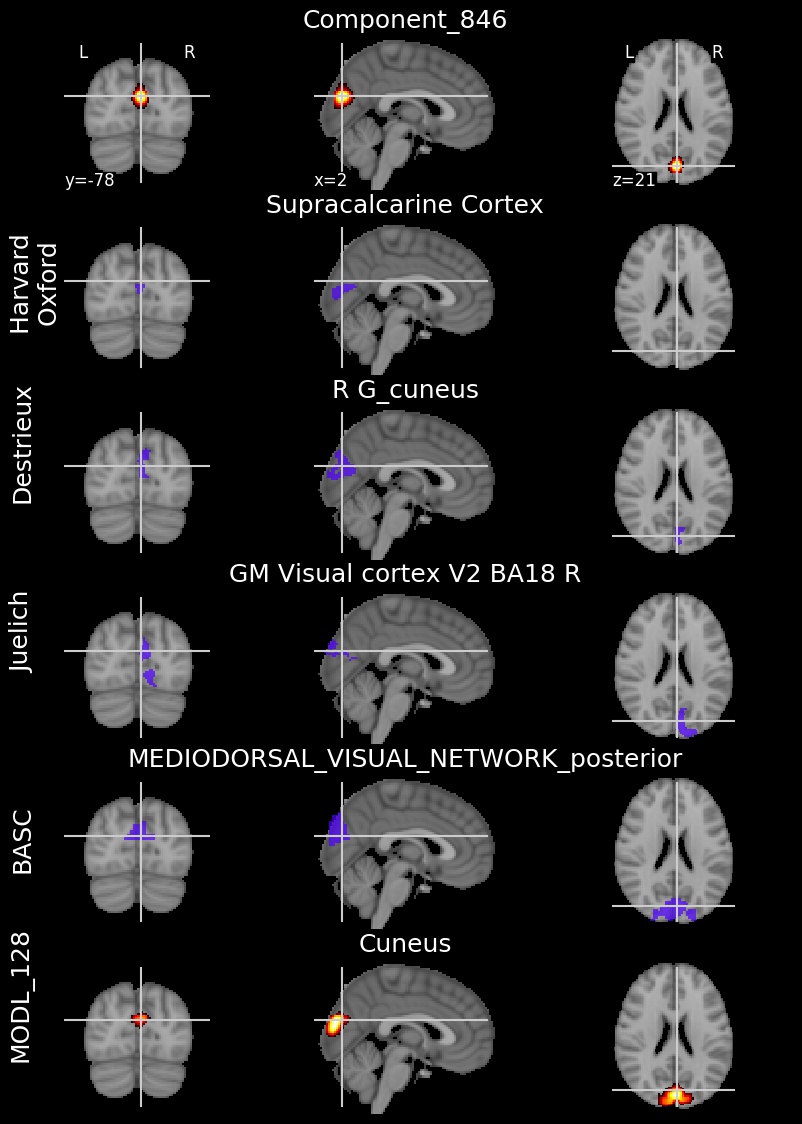 Component_846
L R L R
y=-78 x=2 z=21
Supracalcarine Cortex
Harvard
Oxford
R G_cuneus
Destrieux
GM Visual cortex V2 BA18 R
Juelich
MEDIODORSAL_VISUAL_NETWORK_posterior
BASC
Cuneus
MODL_128